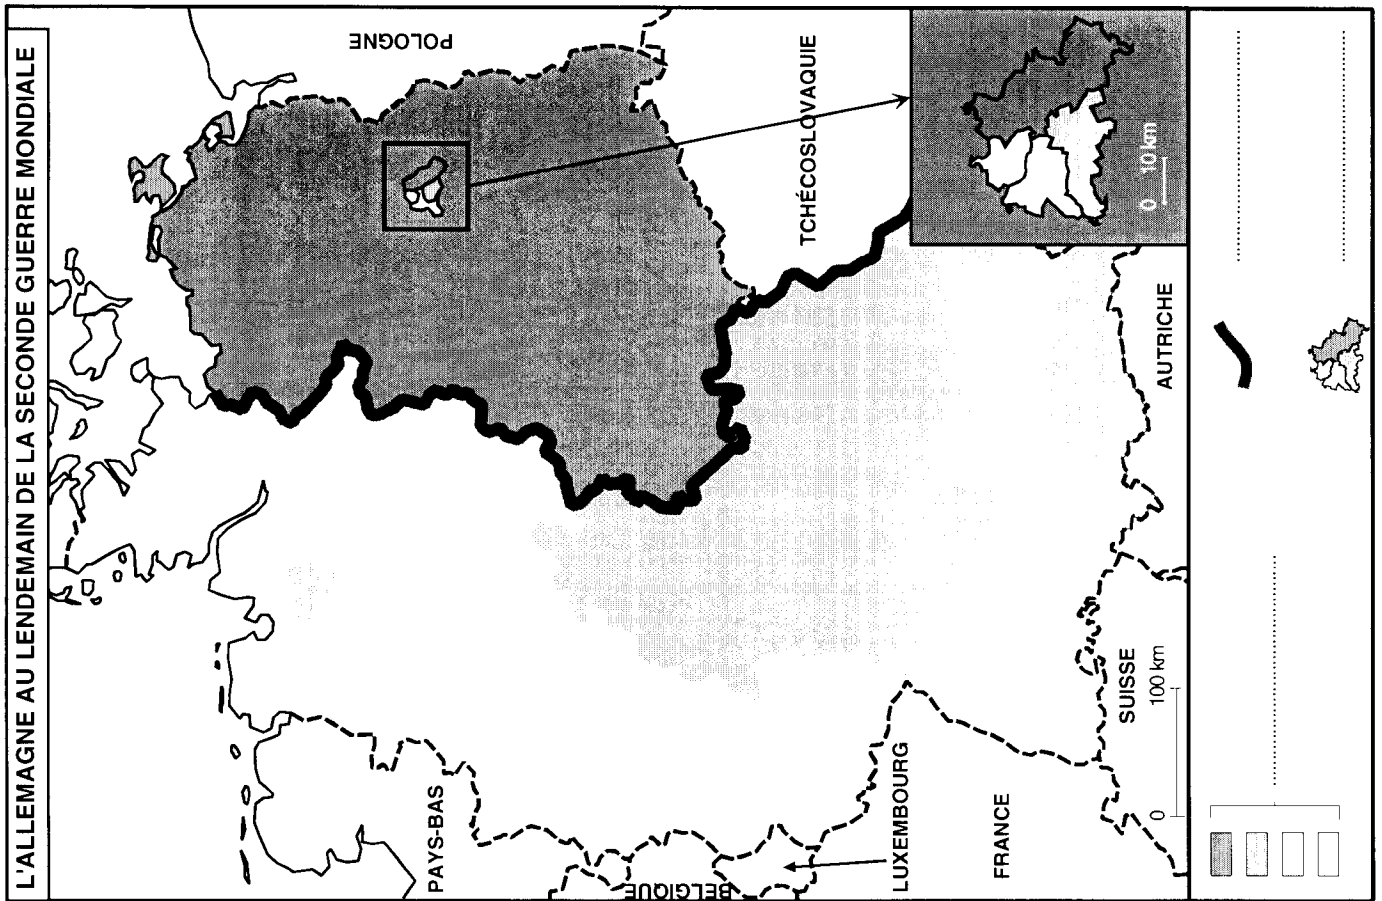 L'ALLEMAGNE AU LENDEMAIN DE LA SECONDE GUERRE MONDIALE
POLOGNE
PAYS-BAS
BELGIQUE
TCHÉCOSLOVAQUIE
LUXEMBOURG
FRANCE
SUISSE
AUTRICHE
0 10 km
0 100 km